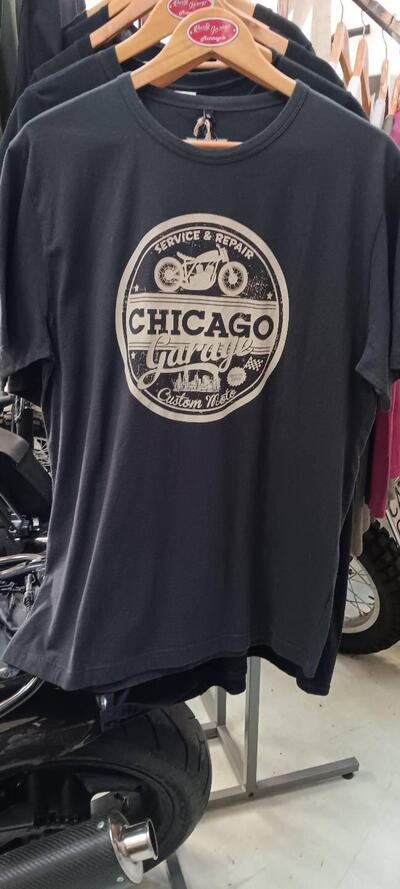 SERVICE & REPAIR
CHICAGO
Garage
Custom Moto